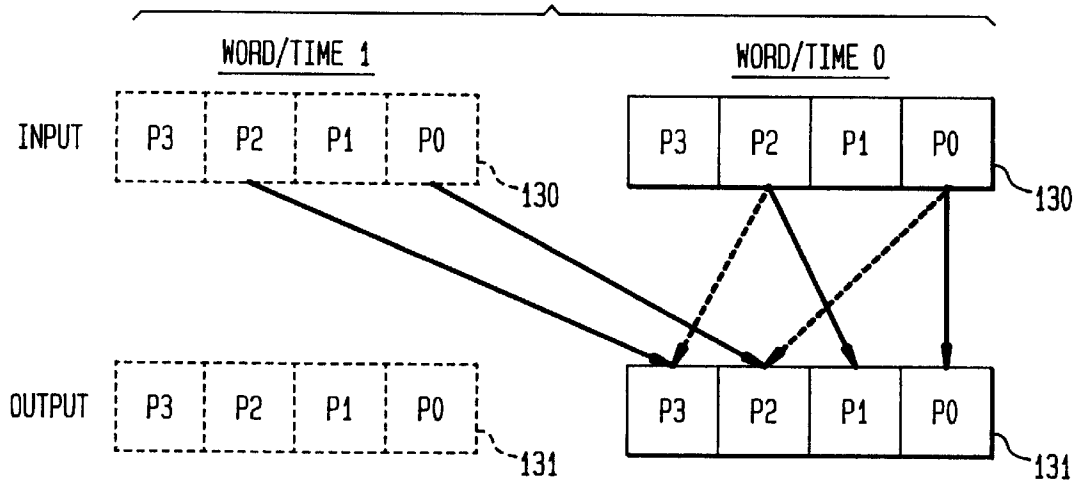 WORD/TIME 1 WORD/TIME 0
INPUT P3 P2 P1 P0 130 P3 P2 P1 P0 130
OUTPUT P3 P2 P1 P0 131 P3 P2 P1 P0 131